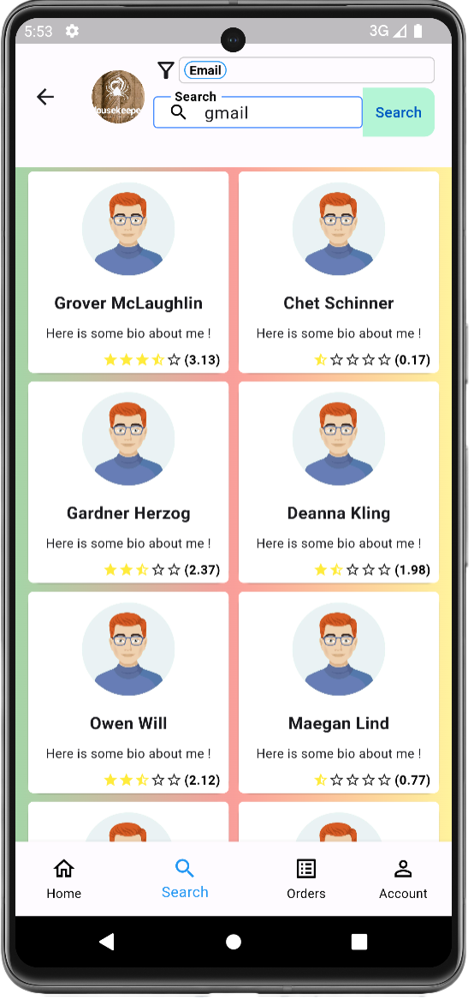 5:53 3G
Email
Search
gmail
Search
ousekeepe
Grover McLaughlin
Here is some bio about me !
(3.13)
Chet Schinner
Here is some bio about me !
(0.17)
Gardner Herzog
Here is some bio about me !
(2.37)
Deanna Kling
Here is some bio about me !
(1.98)
Owen Will
Here is some bio about me !
(2.12)
Maegan Lind
Here is some bio about me !
(0.77)
Home
Search
Orders
Account